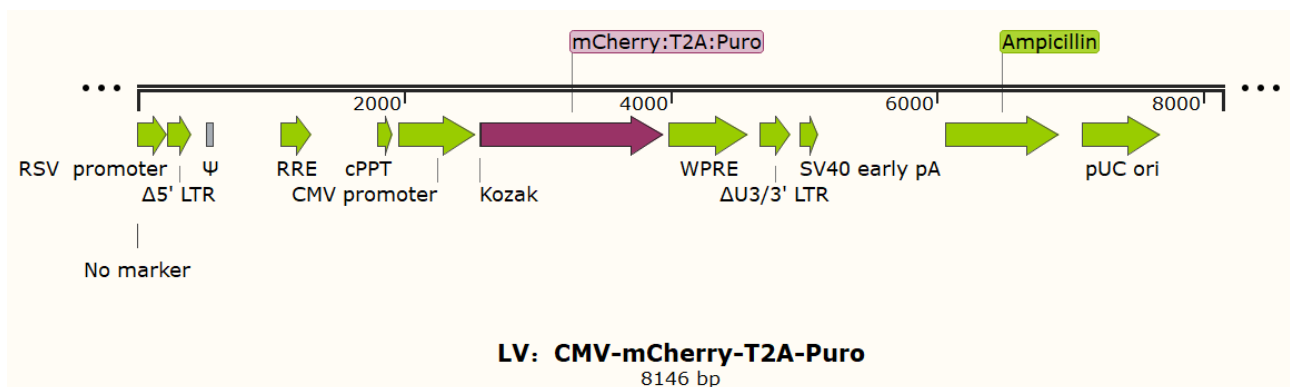 mCherry:T2A:Puro Ampicillin
2000 4000 6000 8000
RSV promoter Ψ RRE cPPT WPRE SV40 early pA pUC ori
Δ5' LTR CMV promoter Kozak ΔU3/3' LTR
No marker
LV： CMV-mCherry-T2A-Puro
8146 bp